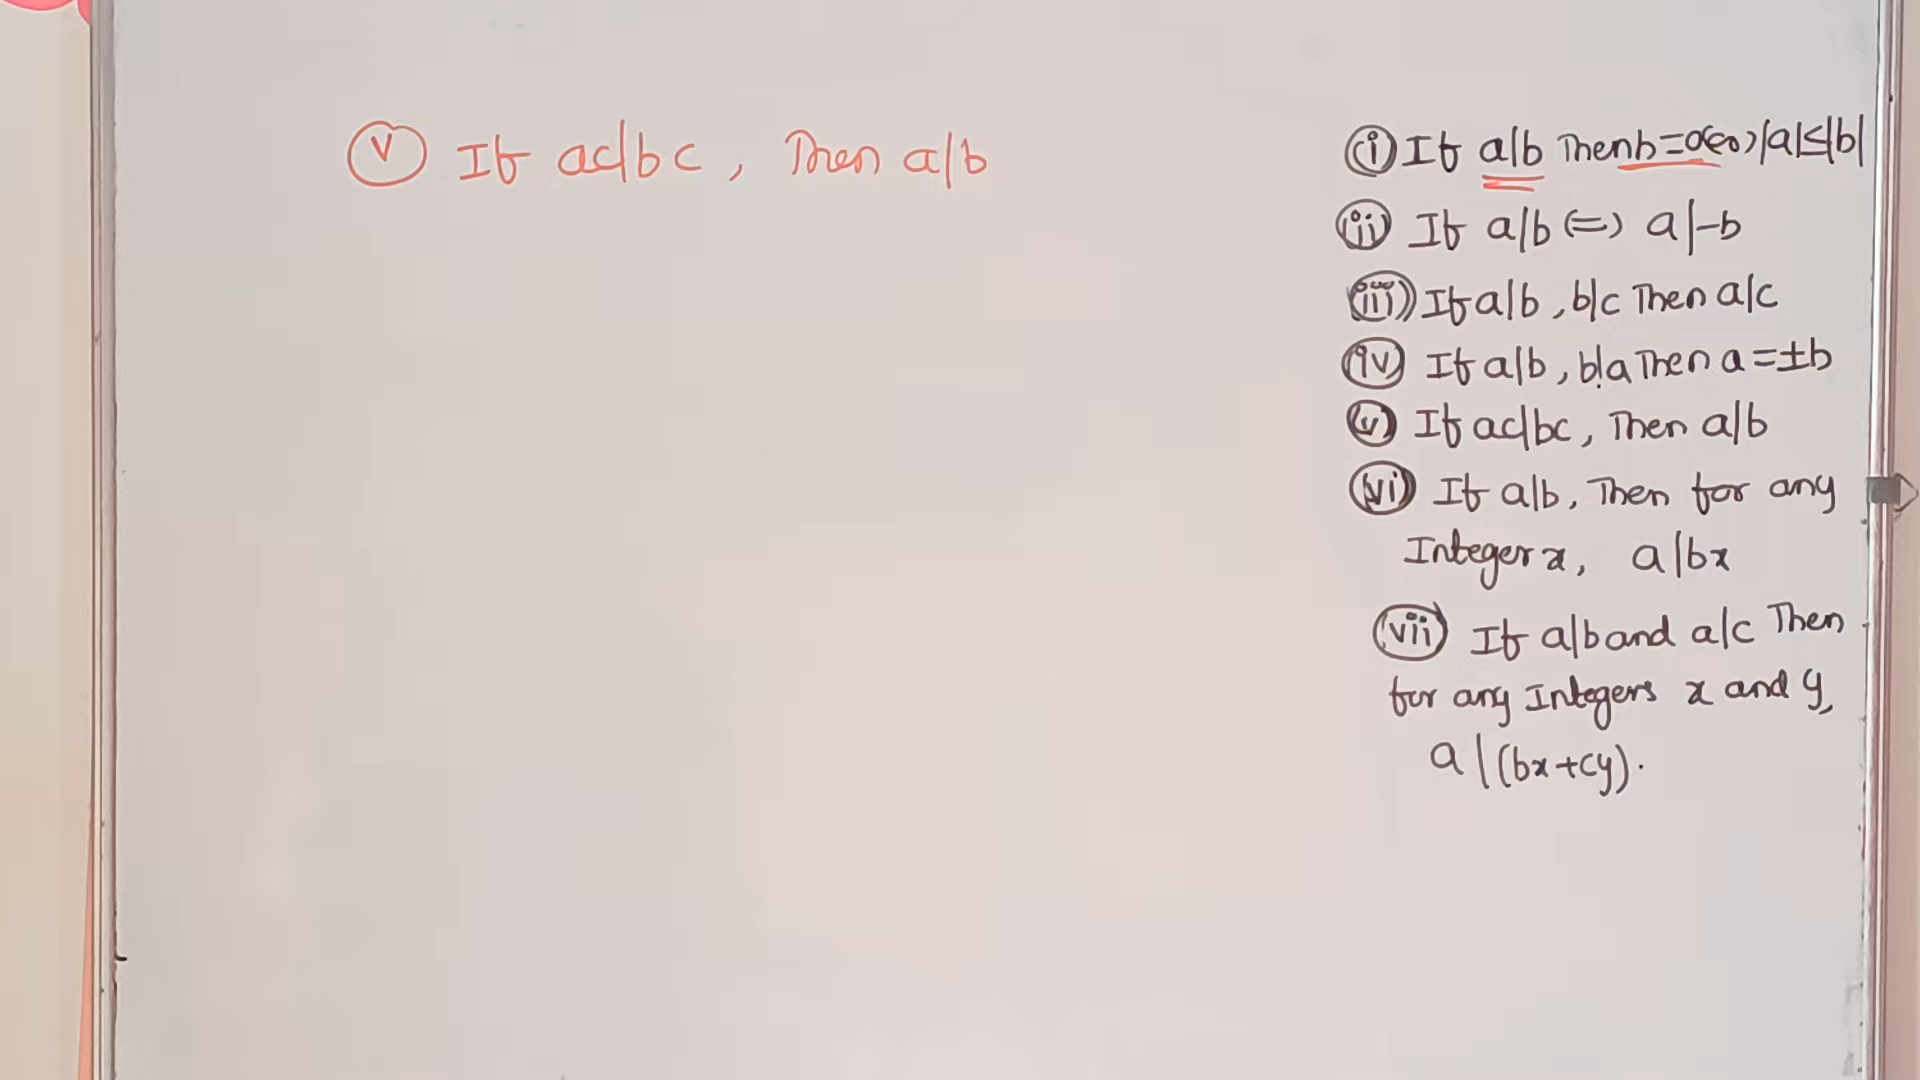 (v) If ac|bc, Then a|b
(i) If a|b Then b=0 (or) |a|≤|b|
(ii) If a|b (=) a|-b
(iii) If a|b, b|c Then a|c
(iv) If a|b, b|a Then a=±b
(v) If ac|bc, Then a|b
(vi) If a|b, Then for any
Integer x, a|bx
(vii) If a|b and a|c Then
for any Integers x and y,
a|(bx+cy).